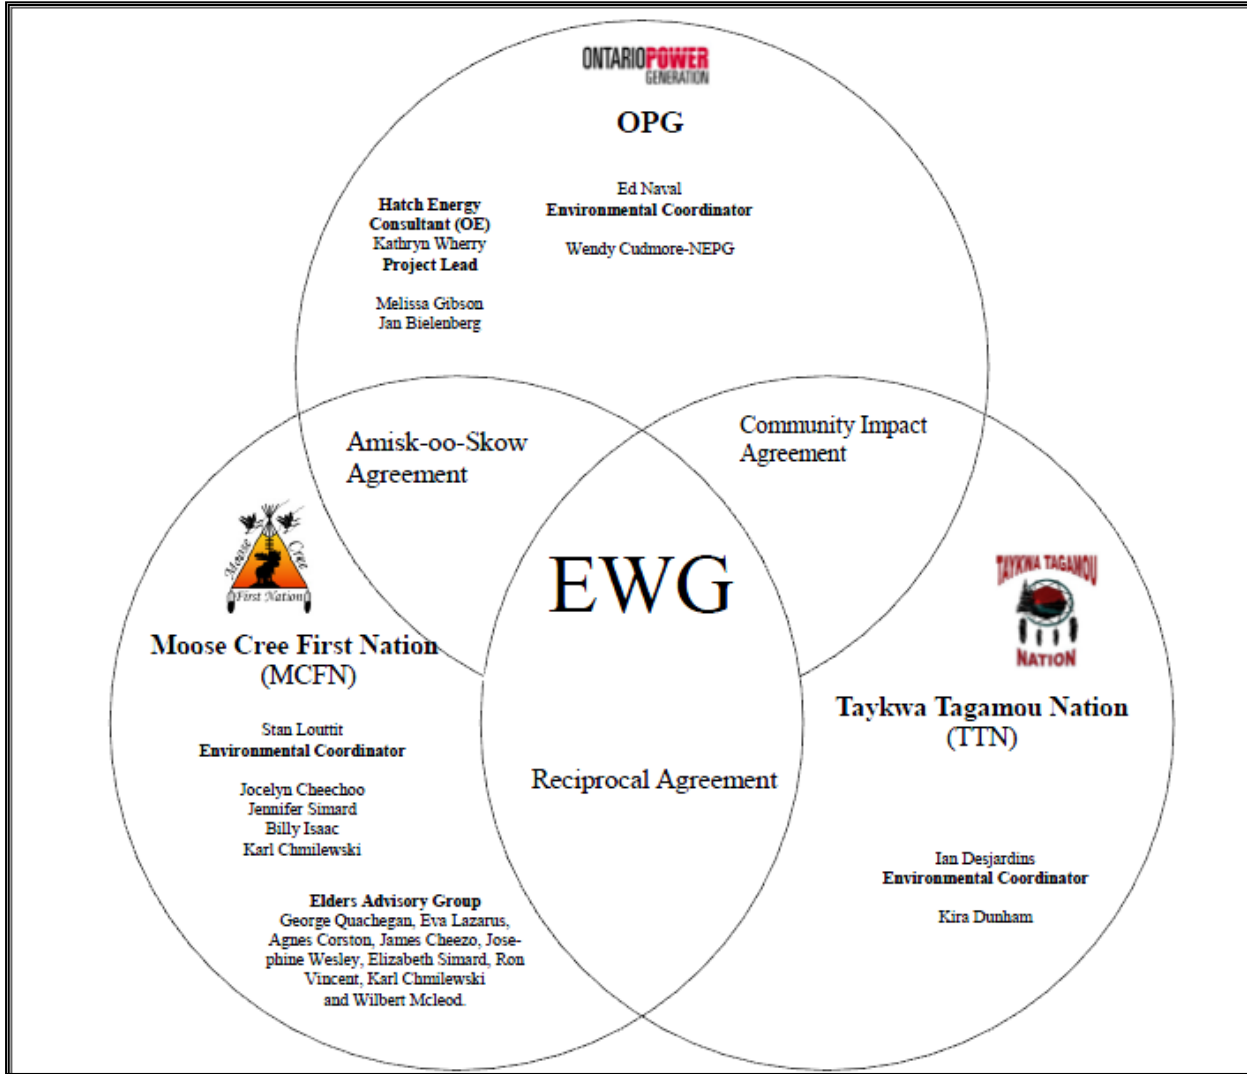 ONTARIOPOWER
GENERATION
OPG
Ed Naval
Environmental Coordinator
Wendy Cudmore-NEPG
Hatch Energy
Consultant (OE)
Kathryn Wherry
Project Lead
Melissa Gibson
Jan Bielenberg
Amisk-oo-Skow
Agreement
Community Impact
Agreement
EWG
Reciprocal Agreement
Moose Cree
First Nation
Moose Cree First Nation
(MCFN)
Stan Louttit
Environmental Coordinator
Jocelyn Cheechoo
Jennifer Simard
Billy Isaac
Karl Chmilewski
Elders Advisory Group
George Quachegan, Eva Lazarus,
Agnes Corston, James Cheezo, Jose-
phine Wesley, Elizabeth Simard, Ron
Vincent, Karl Chmilewski
and Wilbert Mcleod.
TAYKWA TAGAMOU
NATION
Taykwa Tagamou Nation
(TTN)
Ian Desjardins
Environmental Coordinator
Kira Dunham